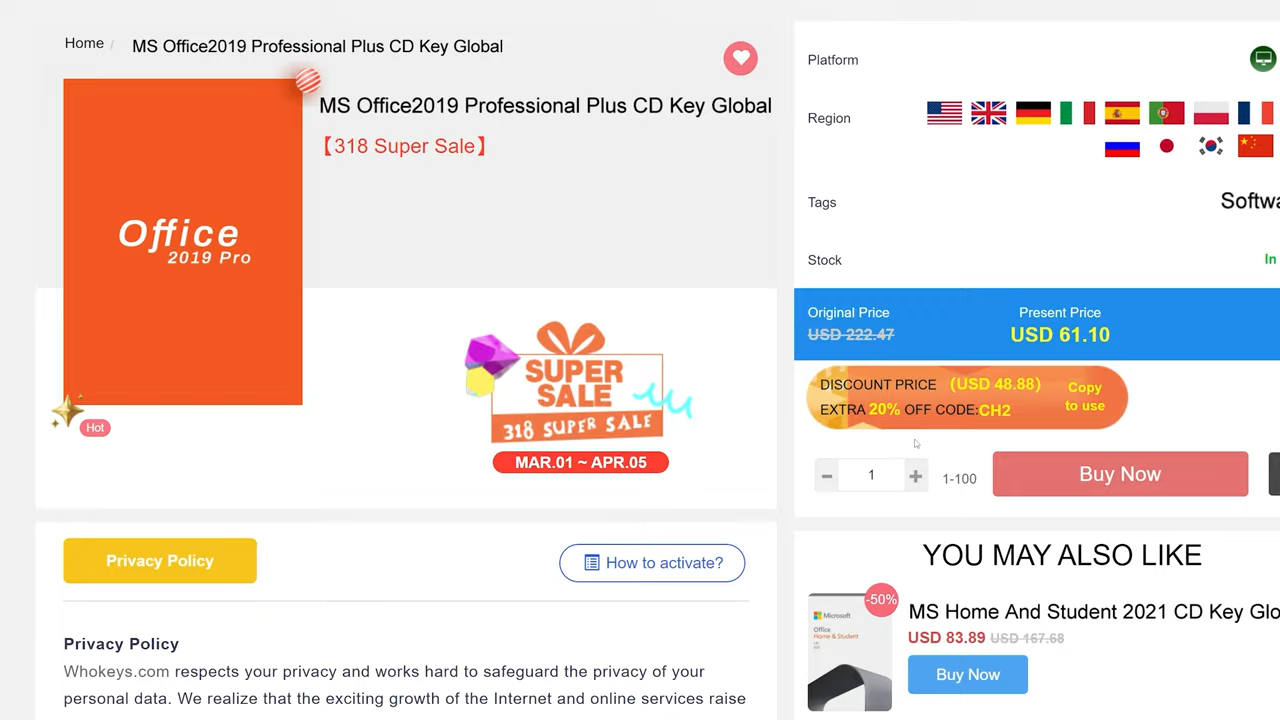 Home / MS Office2019 Professional Plus CD Key Global
MS Office2019 Professional Plus CD Key Global
【318 Super Sale】
Office
2019 Pro
Hot
SUPER
SALE
318 SUPER SALE
MAR.01 ~ APR.05
Privacy Policy
How to activate?
Privacy Policy
Whokeys.com respects your privacy and works hard to safeguard the privacy of your
personal data. We realize that the exciting growth of the Internet and online services raise
Platform
Region
Tags
Softwa
Stock
In
Original Price
Present Price
USD 222.47
USD 61.10
DISCOUNT PRICE (USD 48.88)
EXTRA 20% OFF CODE:CH2
Copy
to use
1
1-100
Buy Now
YOU MAY ALSO LIKE
-50%
Microsoft
Office
Home & Student
MS Home And Student 2021 CD Key Glo
USD 83.89 USD 167.68
Buy Now